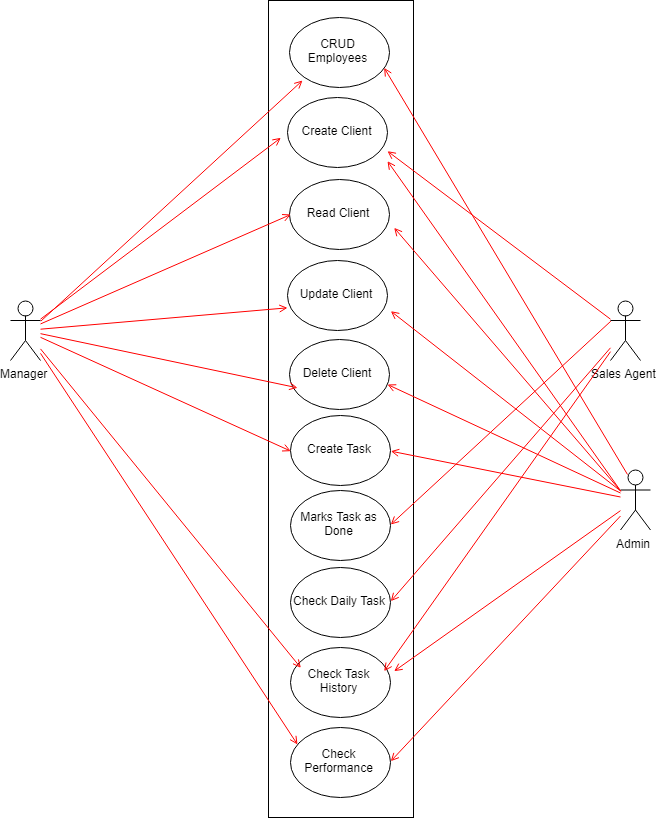 CRUD
Employees
Create Client
Read Client
Update Client
Manager
Sales Agent
Delete Client
Create Task
Marks Task as
Done
Admin
Check Daily Task
Check Task
History
Check
Performance